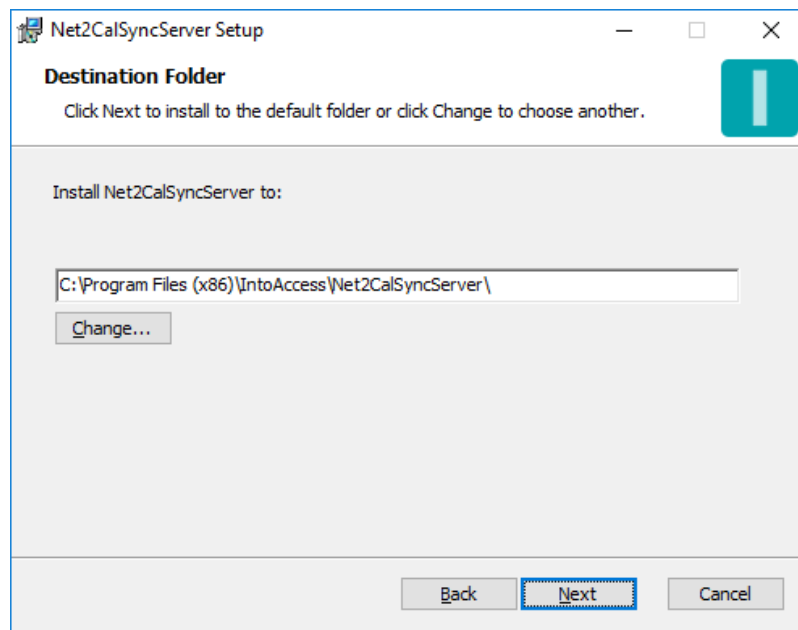 Net2CalSyncServer Setup
Destination Folder
Click Next to install to the default folder or click Change to choose another.
Install Net2CalSyncServer to:
C:\Program Files (x86)\IntoAccess\Net2CalSyncServer\
Change...
Back Next Cancel